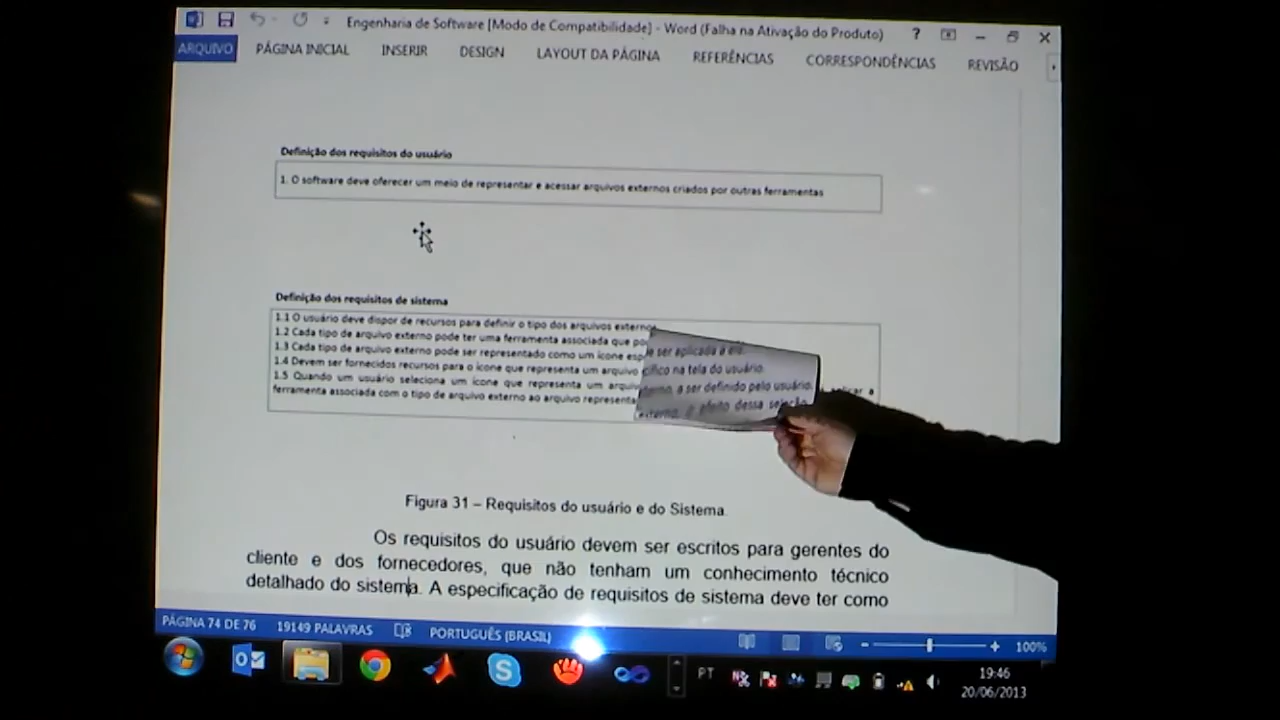 Engenharia de Software [Modo de Compatibilidade] - Word (Falha na Ativação do Produto)
ARQUIVO PÁGINA INICIAL INSERIR DESIGN LAYOUT DA PÁGINA REFERÊNCIAS CORRESPONDÊNCIAS REVISÃO
Definição dos requisitos do usuário
1. O software deve oferecer um meio de representar e acessar arquivos externos criados por outras ferramentas
Definição dos requisitos de sistema
1.1 O usuário deve dispor de recursos para definir o tipo dos arquivos externos
1.2 Cada tipo de arquivo externo pode ter uma ferramenta associada que pode ser aplicada a ele.
1.3 Cada tipo de arquivo externo pode ser representado como um ícone específico na tela do usuário.
1.4 Devem ser fornecidos recursos para o ícone que representa um arquivo externo, a ser definido pelo usuário.
1.5 Quando um usuário seleciona um ícone que representa um arquivo externo, o efeito dessa seleção aplicar a
ferramenta associada com o tipo de arquivo externo ao arquivo representa
Figura 31 – Requisitos do usuário e do Sistema
Os requisitos do usuário devem ser escritos para gerentes do
cliente e dos fornecedores, que não tenham um conhecimento técnico
detalhado do sistema. A especificação de requisitos de sistema deve ter como
PÁGINA 74 DE 76 19149 PALAVRAS PORTUGUÊS (BRASIL) 100%
PT 19:46
20/06/2013